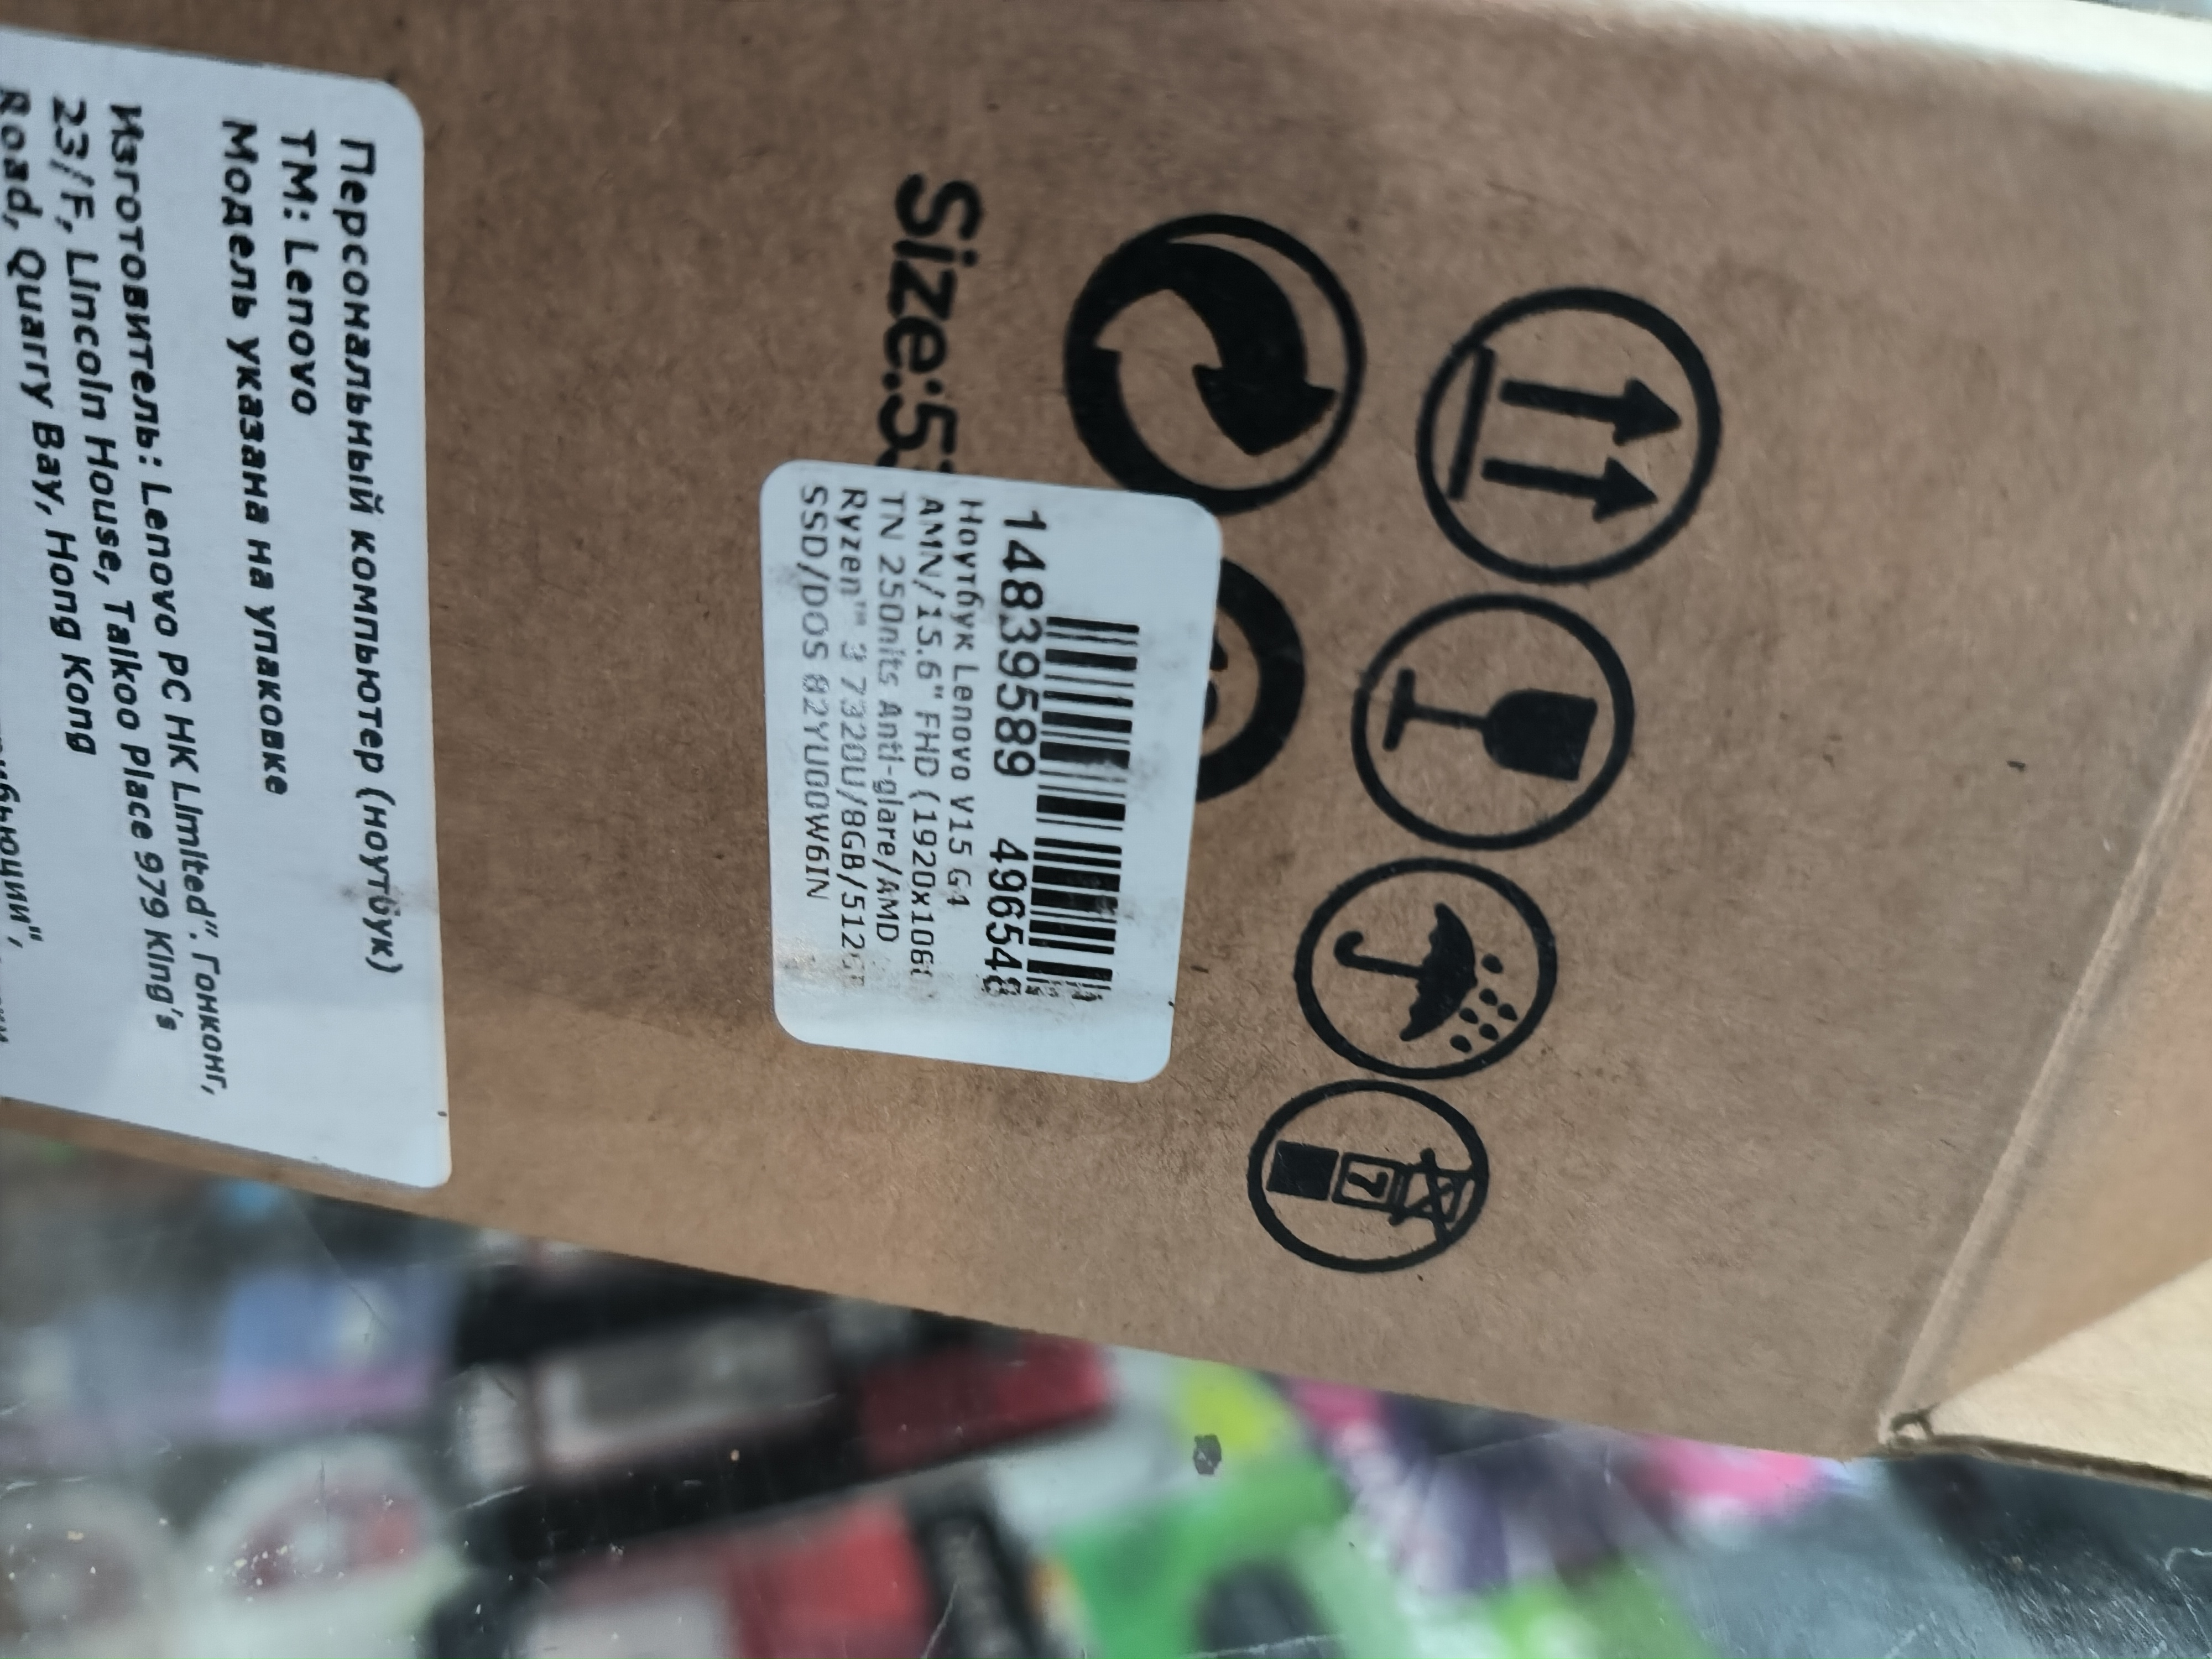 Size:5
14839589 496548
Ноутбук Lenovo V15 G4
AMN/15.6" FHD (1920x1080
TN 250nits Anti-glare/AMD
Ryzen™ 3 7320U/8GB/512G
SSD/DOS 82YU00W6IN
Персональный компьютер (ноутбук)
ТМ: Lenovo
Модель указана на упаковке
Изготовитель: Lenovo PC HK Limited". Гонконг,
23/F, Lincoln House, Taikoo Place 979 King's
Road, Quarry Bay, Hong Kong
7